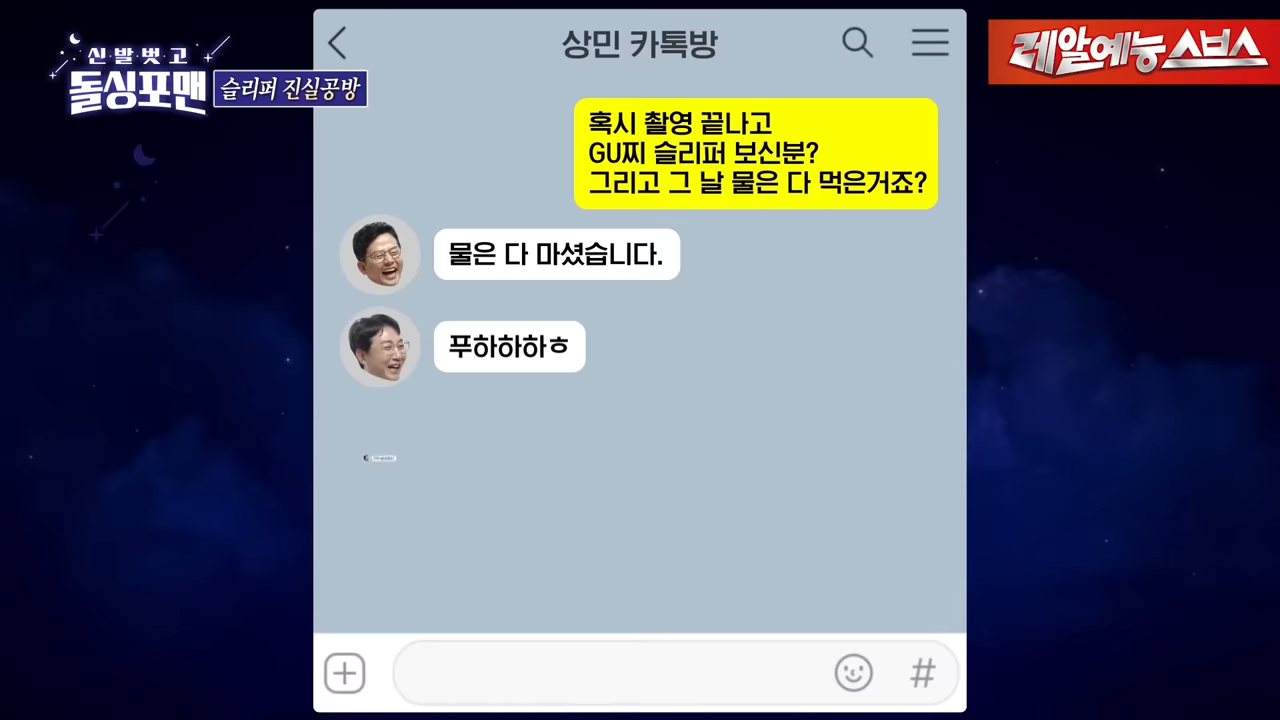 신발벗고
돌싱포맨
슬리퍼 진실공방
상민 카톡방
레알예능 스브스
혹시 촬영 끝나고
GU찌 슬리퍼 보신분?
그리고 그 날 물은 다 먹은거죠?
물은 다 마셨습니다.
푸하하하ㅎ
#